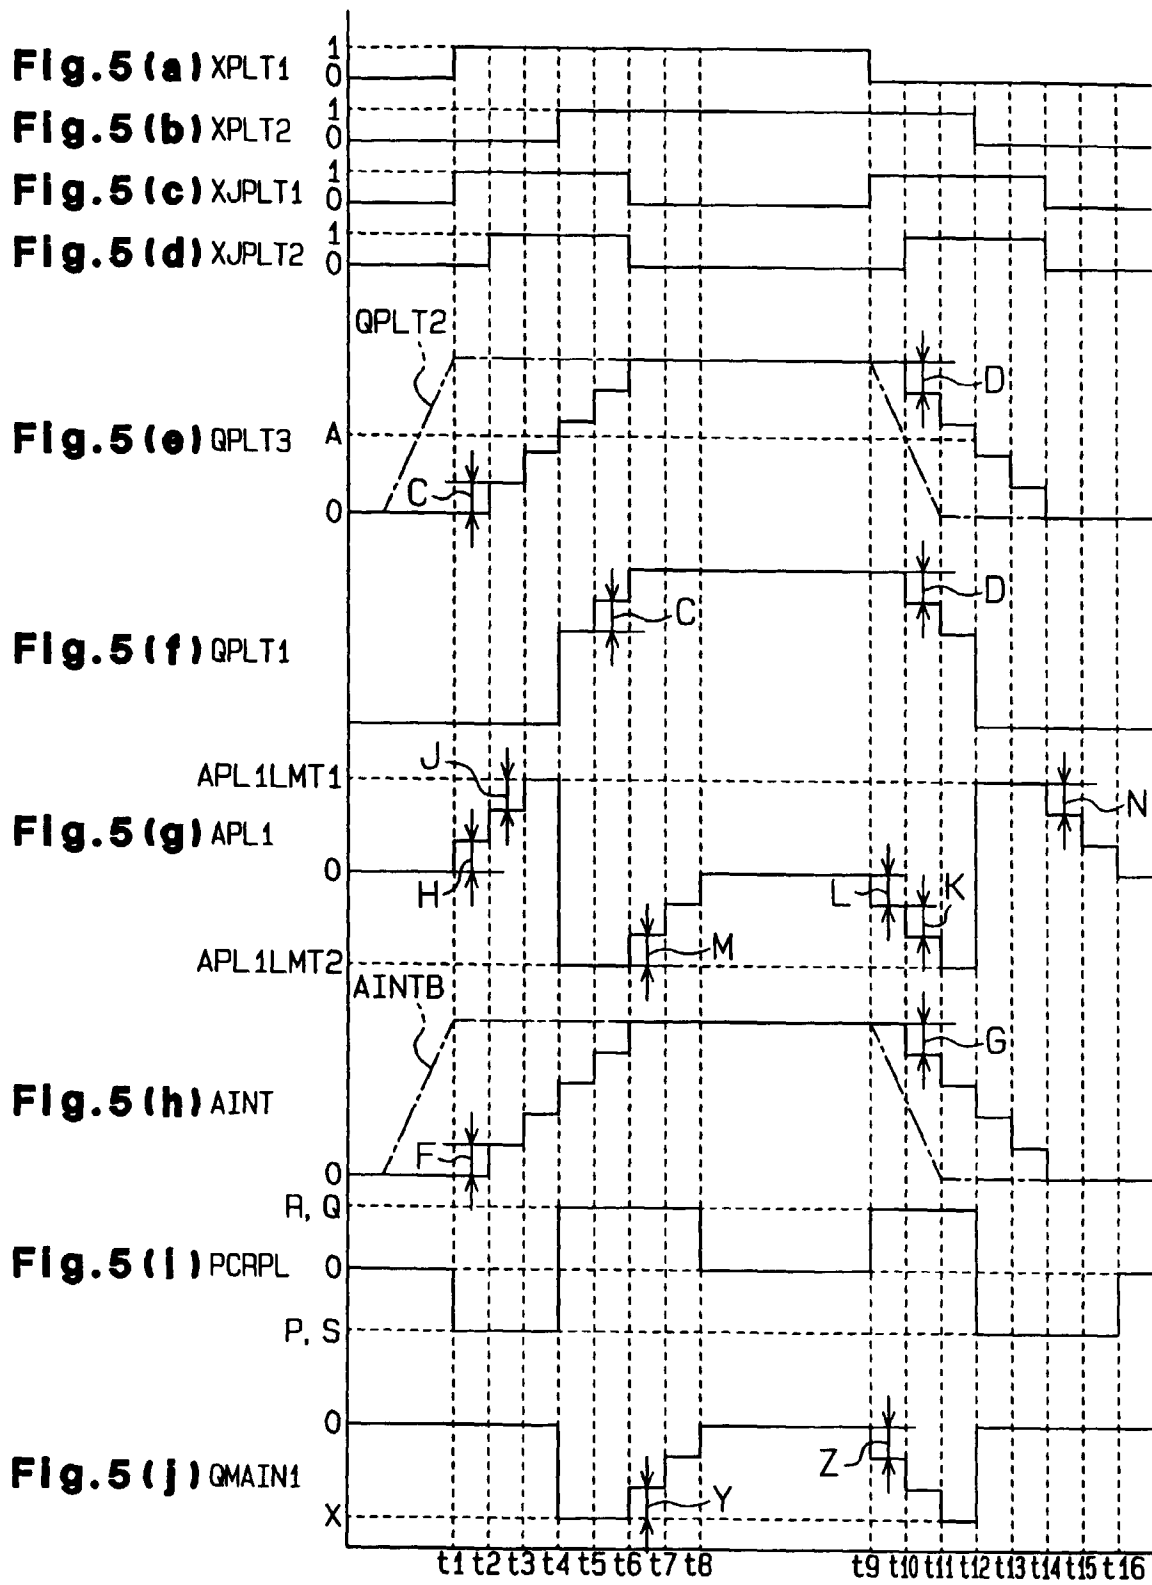 Fig.5(a) XPLT1 1
0
Fig.5(b) XPLT2 1
0
Fig.5(c) XJPLT1 1
0
Fig.5(d) XJPLT2 1
0
QPLT2
D
Fig.5(e) QPLT3 A
C
0
D
C
Fig.5(f) QPLT1
J
APL1LMT1
N
Fig.5(g) APL1
0
H
L K
M
APL1LMT2
AINTB
G
Fig.5(h) AINT
F
0
R, Q
Fig.5(i) PCRPL 0
P, S
0
Z
Fig.5(j) QMAIN1
Y
X
t1 t2 t3 t4 t5 t6 t7 t8 t9 t10 t11 t12 t13 t14 t15 t16